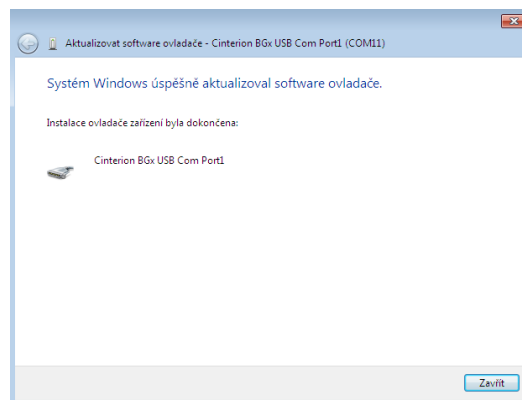 Aktualizovat software ovladače - Cinterion BGx USB Com Port1 (COM11)
Systém Windows úspěšně aktualizoval software ovladače.
Instalace ovladače zařízení byla dokončena:
Cinterion BGx USB Com Port1
Zavřít